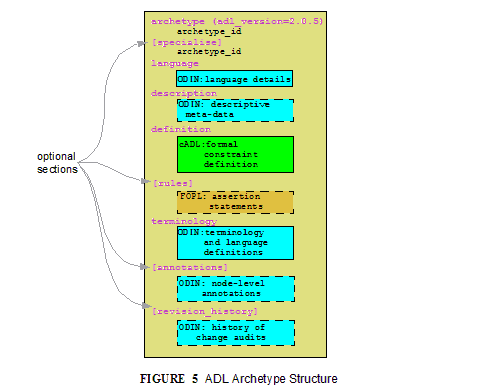 archetype (adl_version=2.0.5)
archetype_id
[specialise]
archetype_id
language
ODIN:language details
description
ODIN: descriptive
meta-data
definition
cADL:formal
constraint
definition
optional
sections
[rules]
FOPL: assertion
statements
terminology
ODIN:terminology
and language
definitions
[annotations]
ODIN: node-level
annotations
[revision_history]
ODIN: history of
change audits
FIGURE 5 ADL Archetype Structure